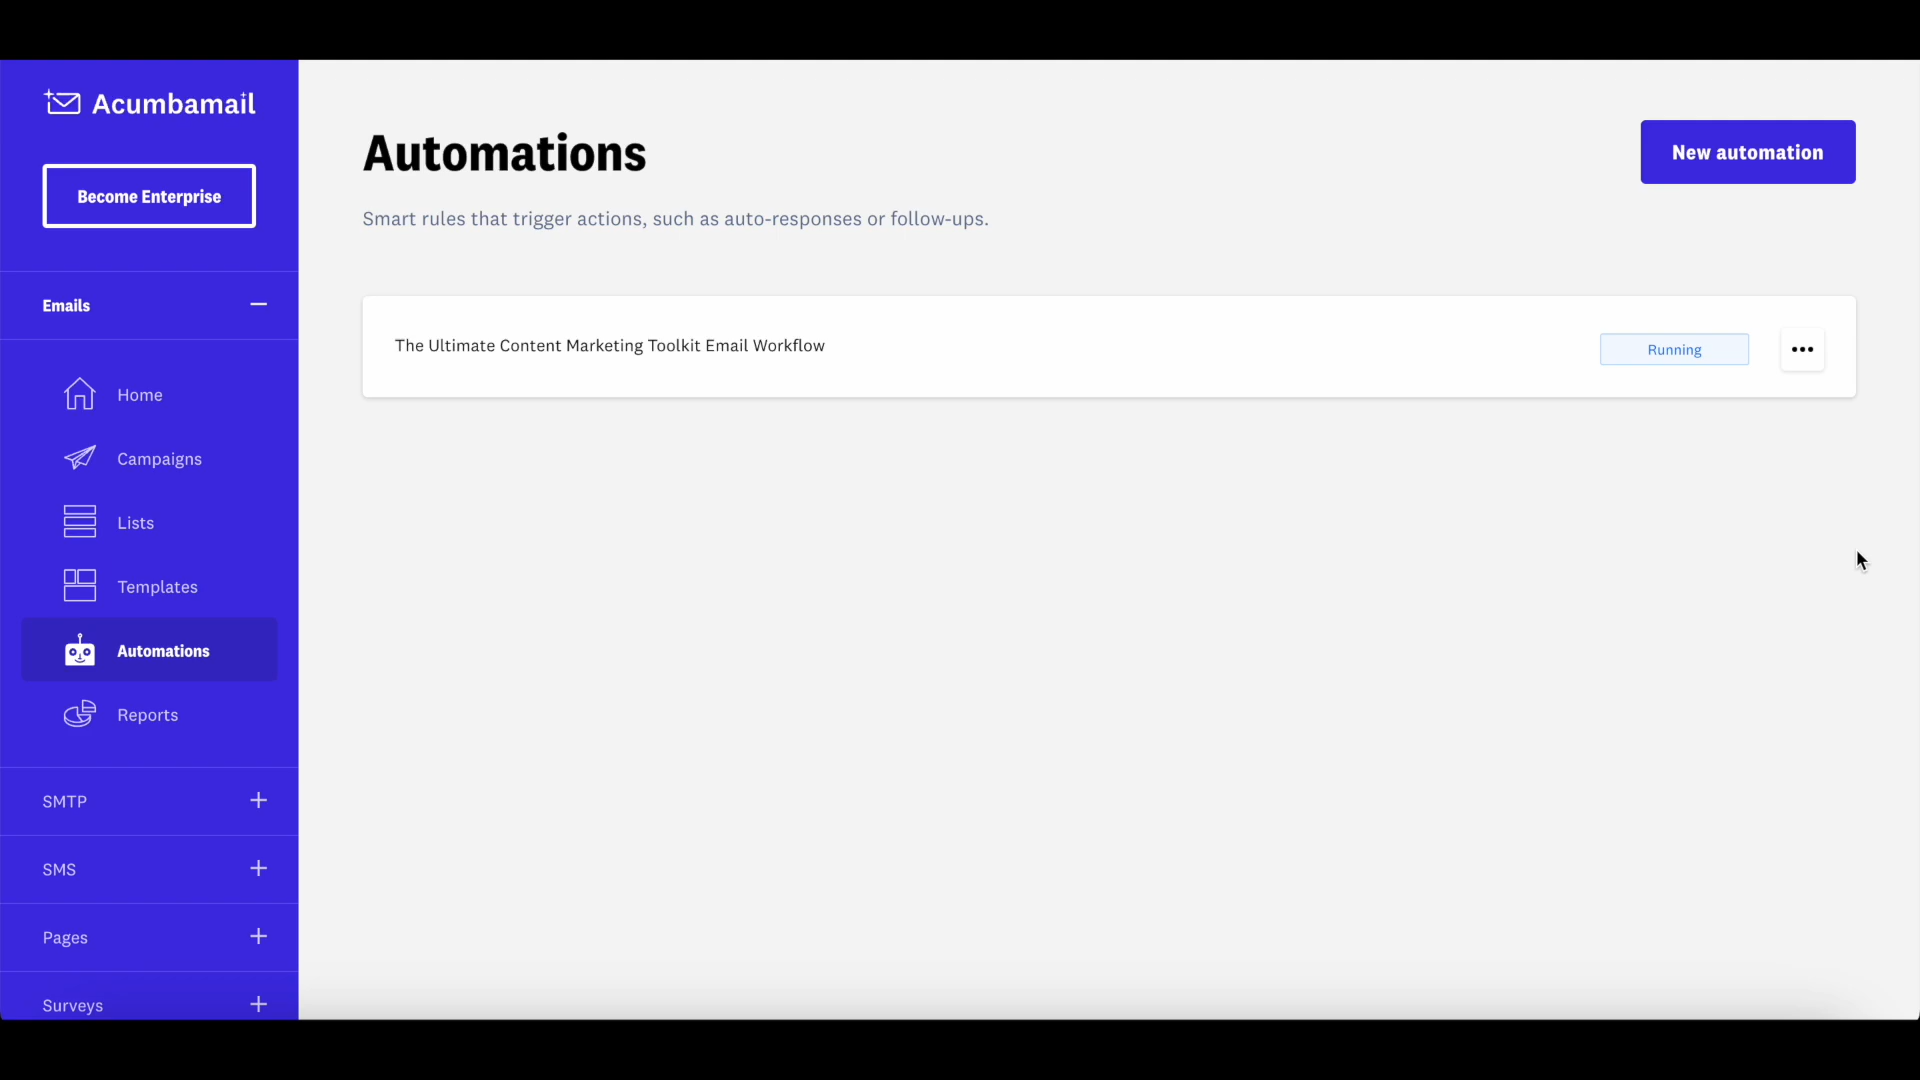 Acumbamail
Become Enterprise
Emails
Home
Campaigns
Lists
Templates
Automations
Reports
SMTP
SMS
Pages
Surveys
Automations
New automation
Smart rules that trigger actions, such as auto-responses or follow-ups.
The Ultimate Content Marketing Toolkit Email Workflow
Running